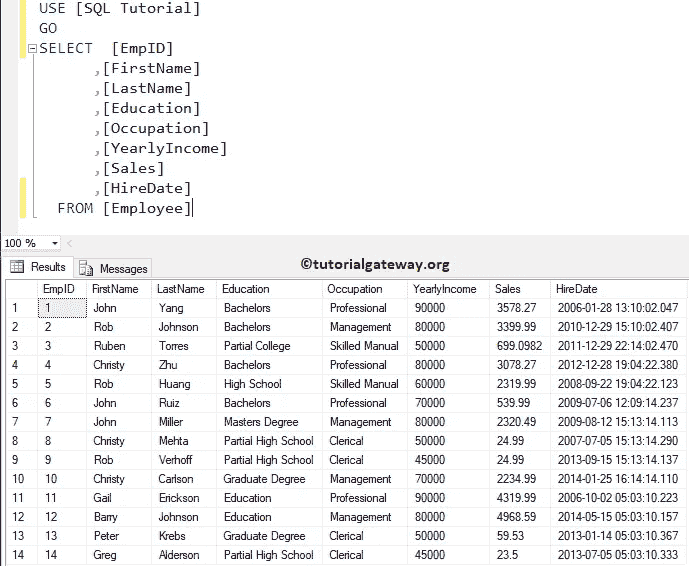 USE [SQL Tutorial]
GO
SELECT [EmpID]
,[FirstName]
,[LastName]
,[Education]
,[Occupation]
,[YearlyIncome]
,[Sales]
,[HireDate]
FROM [Employee]
100 %
Results Messages ©tutorialgateway.org
EmpID FirstName LastName Education Occupation YearlyIncome Sales HireDate
1 1 John Yang Bachelors Professional 90000 3578.27 2006-01-28 13:10:02.047
2 2 Rob Johnson Bachelors Management 80000 3399.99 2010-12-29 15:10:02.407
3 3 Ruben Torres Partial College Skilled Manual 50000 699.0982 2011-12-29 22:14:02.470
4 4 Christy Zhu Bachelors Professional 80000 3078.27 2012-12-28 19:04:22.380
5 5 Rob Huang High School Skilled Manual 60000 2319.99 2008-09-22 19:04:22.123
6 6 John Ruiz Bachelors Professional 70000 539.99 2009-07-06 12:09:14.237
7 7 John Miller Masters Degree Management 80000 2320.49 2009-08-12 15:13:14.113
8 8 Christy Mehta Partial High School Clerical 50000 24.99 2007-07-05 15:13:14.290
9 9 Rob Verhoff Partial High School Clerical 45000 24.99 2013-09-15 15:13:14.137
10 10 Christy Carlson Graduate Degree Management 70000 2234.99 2014-01-25 16:14:14.110
11 11 Gail Erickson Education Professional 90000 4319.99 2006-10-02 05:03:10.223
12 12 Barry Johnson Education Management 80000 4968.59 2014-05-15 05:03:10.157
13 13 Peter Krebs Graduate Degree Clerical 50000 59.53 2013-01-14 05:03:10.367
14 14 Greg Alderson Partial High School Clerical 45000 23.5 2013-07-05 05:03:10.333